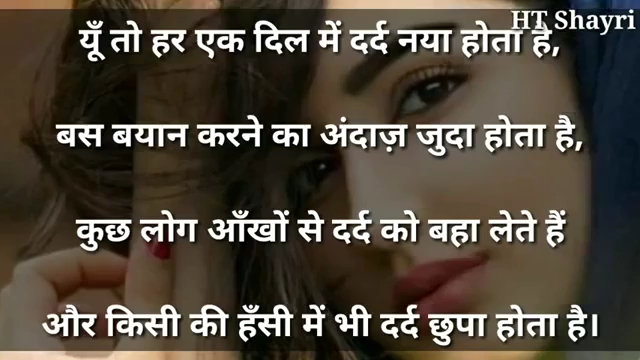 HT Shayri
यूँ तो हर एक दिल में दर्द नया होता है,
बस बयान करने का अंदाज़ जुदा होता है,
कुछ लोग आँखों से दर्द को बहा लेते हैं
और किसी की हँसी में भी दर्द छुपा होता है।